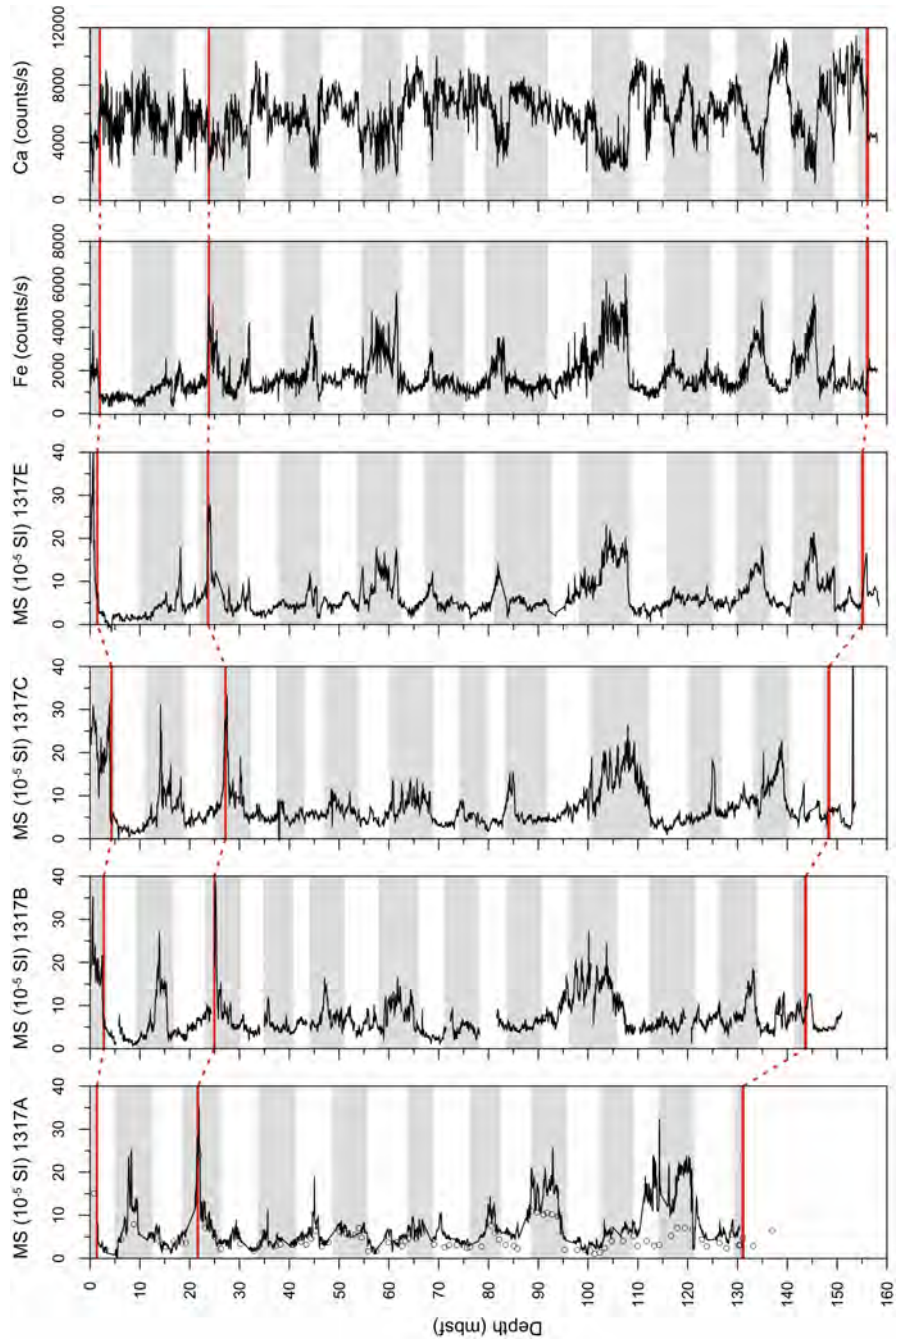 Ca (counts/s)
0 4000 8000 12000
Fe (counts/s)
0 2000 4000 6000 8000
MS (10⁻⁵ SI) 1317E
0 10 20 30 40
MS (10⁻⁵ SI) 1317C
0 10 20 30 40
MS (10⁻⁵ SI) 1317B
0 10 20 30 40
MS (10⁻⁵ SI) 1317A
0 10 20 30 40
0 10 20 30 40 50 60 70 80 90 100 110 120 130 140 150 160
Depth (mbsf)